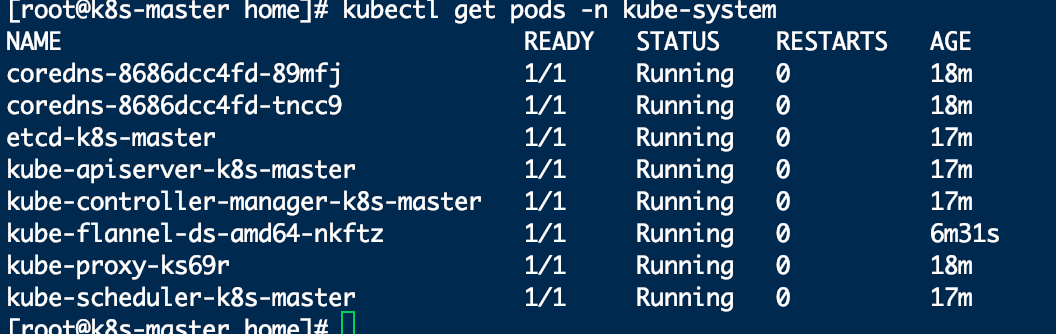 [root@k8s-master home]# kubectl get pods -n kube-system
NAME READY STATUS RESTARTS AGE
coredns-8686dcc4fd-89mfj 1/1 Running 0 18m
coredns-8686dcc4fd-tncc9 1/1 Running 0 18m
etcd-k8s-master 1/1 Running 0 17m
kube-apiserver-k8s-master 1/1 Running 0 17m
kube-controller-manager-k8s-master 1/1 Running 0 17m
kube-flannel-ds-amd64-nkftz 1/1 Running 0 6m31s
kube-proxy-ks69r 1/1 Running 0 18m
kube-scheduler-k8s-master 1/1 Running 0 17m
[root@k8s-master home]#